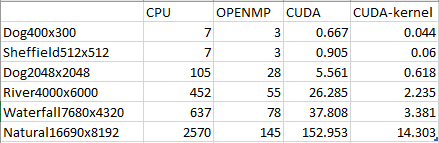 CPU OPENMP CUDA CUDA-kernel
Dog400x300 7 3 0.667 0.044
Sheffield512x512 7 3 0.905 0.06
Dog2048x2048 105 28 5.561 0.618
River4000x6000 452 55 26.285 2.235
Waterfall7680x4320 637 78 37.808 3.381
Natural16690x8192 2570 145 152.953 14.303